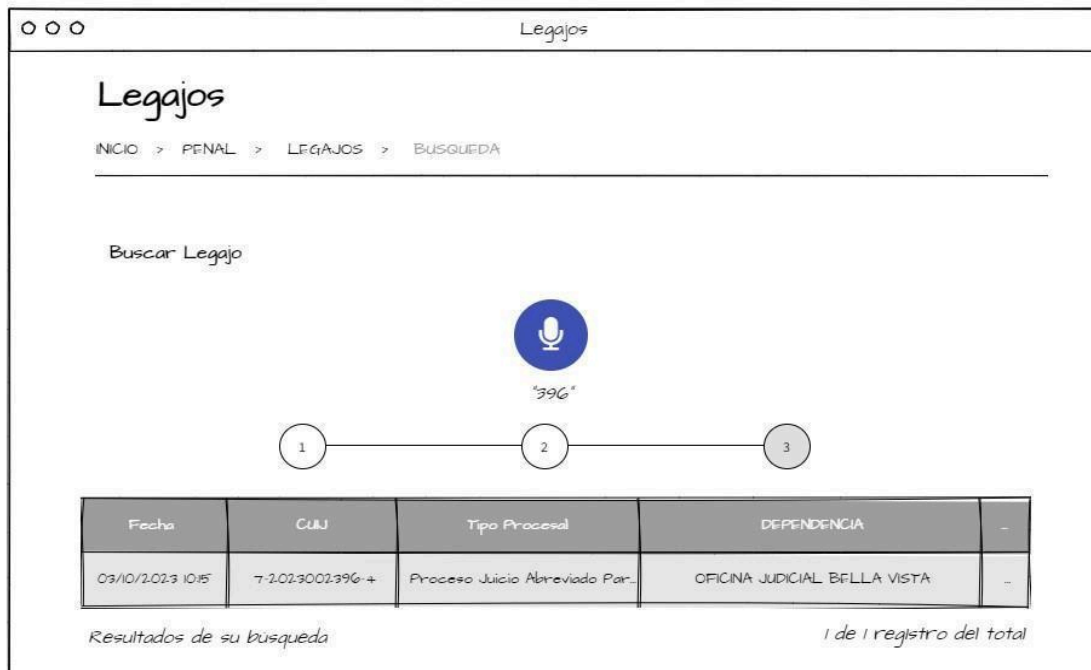 Legajos
Legajos
INICIO > PENAL > LEGAJOS > BUSQUEDA
Buscar Legajo
"396"
1 2 3
Fecha CUIJ Tipo Procesal DEPENDENCIA ...
03/10/2023 10:15 7-2023002396-4 Proceso Juicio Abreviado Par... OFICINA JUDICIAL BELLA VISTA ...
Resultados de su búsqueda 1 de 1 registro del total